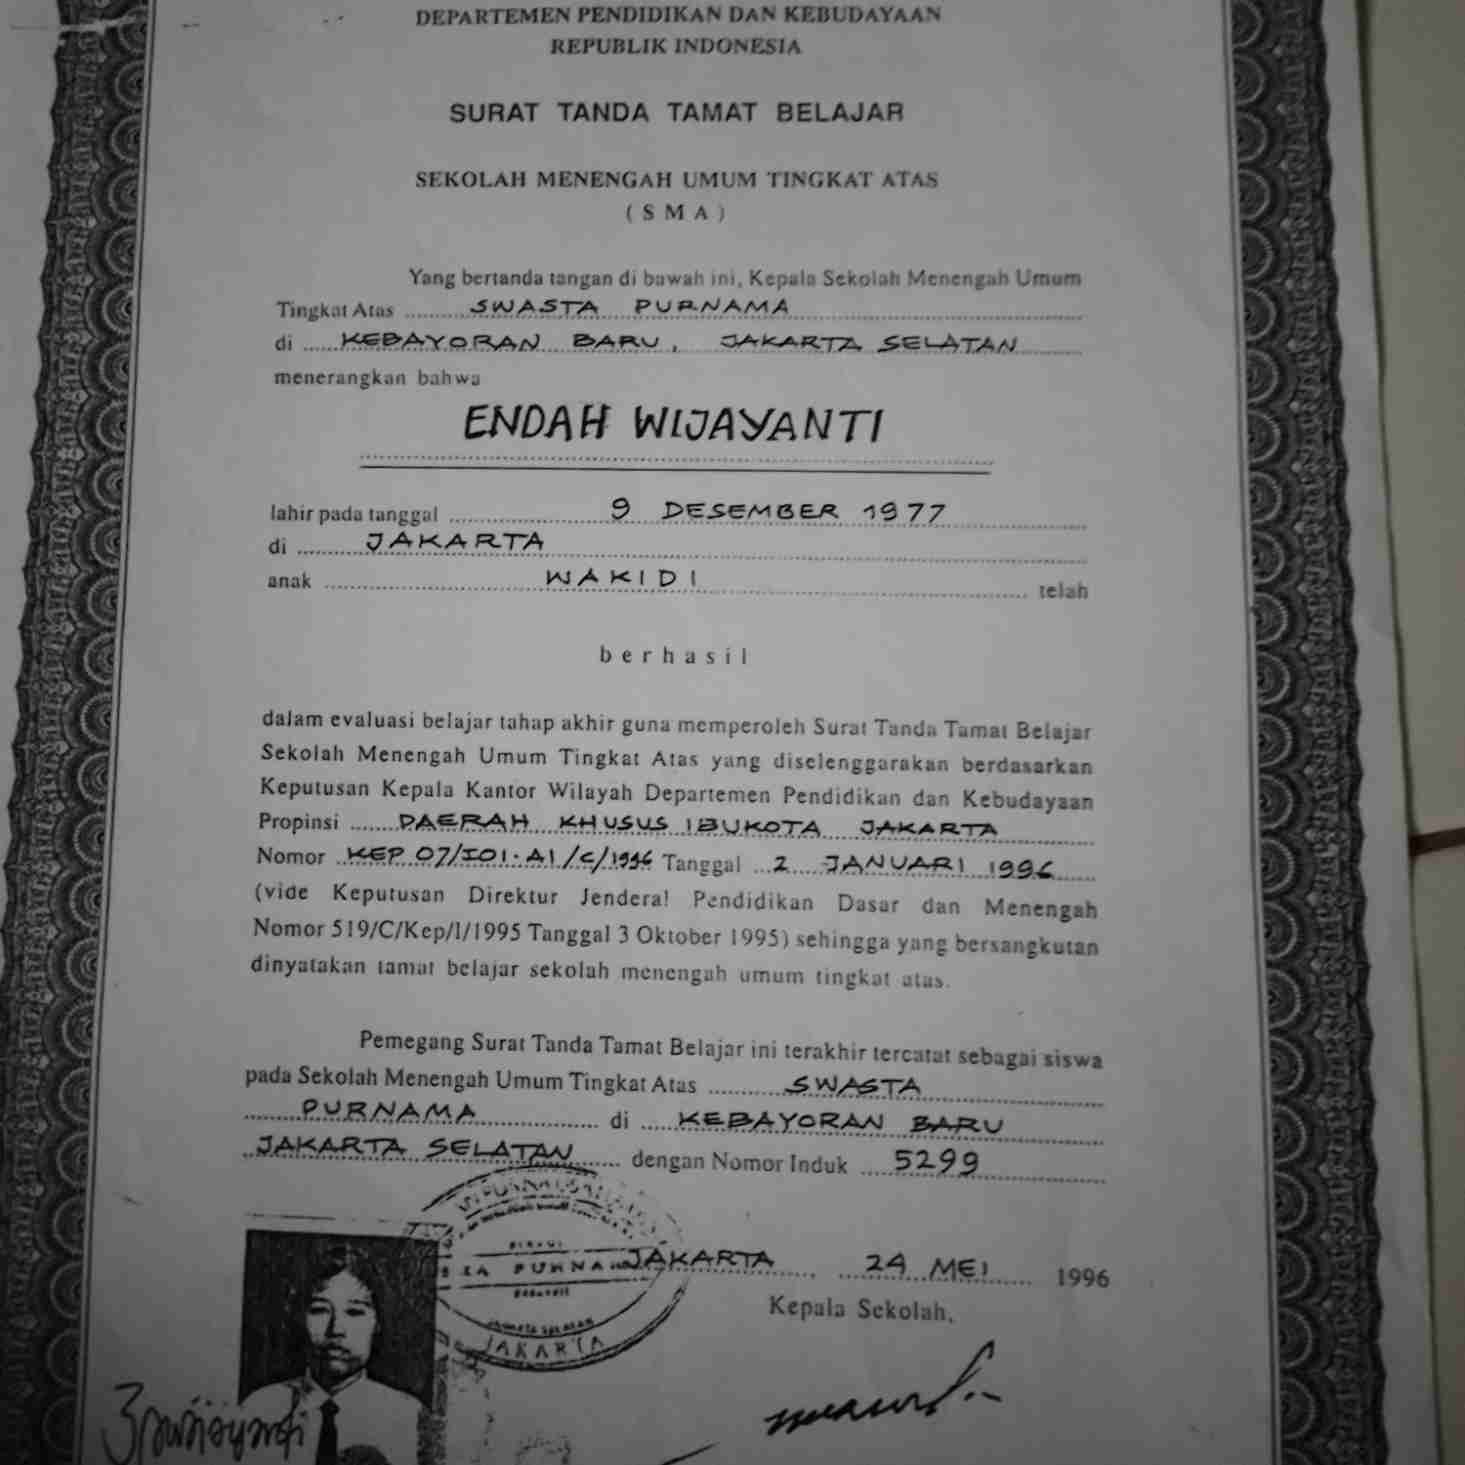 DEPARTEMEN PENDIDIKAN DAN KEBUDAYAAN
REPUBLIK INDONESIA
SURAT TANDA TAMAT BELAJAR
SEKOLAH MENENGAH UMUM TINGKAT ATAS
(SMA)
Yang bertanda tangan di bawah ini, Kepala Sekolah Menengah Umum
Tingkat Atas SWASTA PURNAMA
di KEBAYORAN BARU, JAKARTA SELATAN
menerangkan bahwa
ENDAH WIJAYANTI
lahir pada tanggal 9 DESEMBER 1977
di JAKARTA
anak WAKIDI telah
berhasil
dalam evaluasi belajar tahap akhir guna memperoleh Surat Tanda Tamat Belajar
Sekolah Menengah Umum Tingkat Atas yang diselenggarakan berdasarkan
Keputusan Kepala Kantor Wilayah Departemen Pendidikan dan Kebudayaan
Propinsi DAERAH KHUSUS IBUKOTA JAKARTA
Nomor KEP 07/I01.A1/C/1996 Tanggal 2 JANUARI 1996
(vide Keputusan Direktur Jenderal Pendidikan Dasar dan Menengah
Nomor 519/C/Kep/I/1995 Tanggal 3 Oktober 1995) sehingga yang bersangkutan
dinyatakan tamat belajar sekolah menengah umum tingkat atas.
Pemegang Surat Tanda Tamat Belajar ini terakhir tercatat sebagai siswa
pada Sekolah Menengah Umum Tingkat Atas SWASTA
PURNAMA di KEBAYORAN BARU
JAKARTA SELATAN dengan Nomor Induk 5299
PURNA
JAKARTA 24 MEI 1996
Kepala Sekolah,
JAKARTA